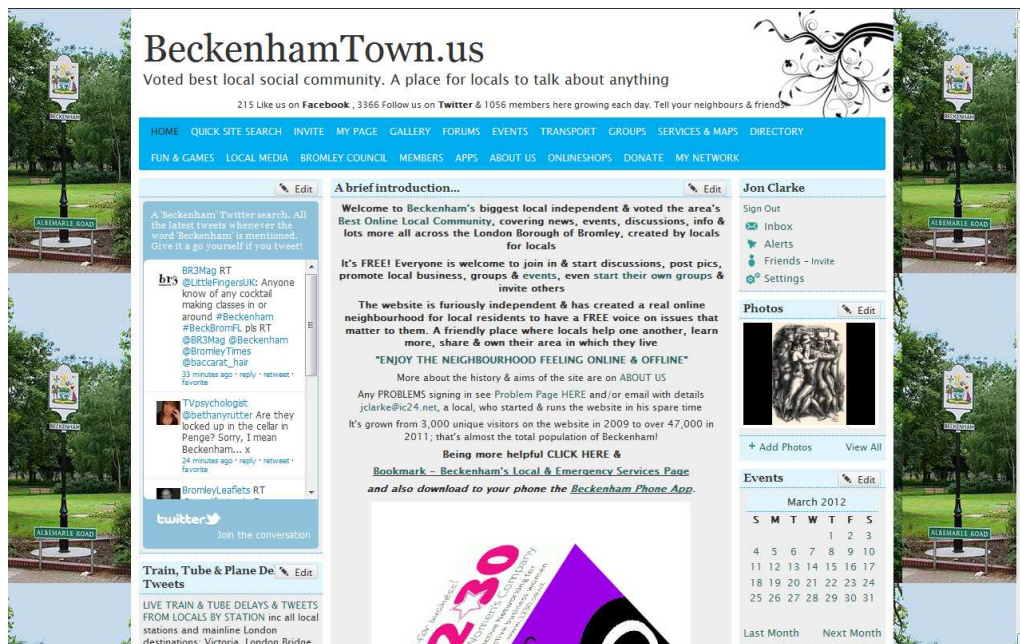 BeckenhamTown.us
Voted best local social community. A place for locals to talk about anything
215 Like us on Facebook , 3366 Follow us on Twitter & 1056 members here growing each day. Tell your neighbours & friends.
HOME QUICK SITE SEARCH INVITE MY PAGE GALLERY FORUMS EVENTS TRANSPORT GROUPS SERVICES & MAPS DIRECTORY
FUN & GAMES LOCAL MEDIA BROMLEY COUNCIL MEMBERS APPS ABOUT US ONLINESHOPS DONATE MY NETWORK
Edit
A 'Beckenham' Twitter search. All
the latest tweets whenever the
word 'Beckenham' is mentioned.
Give it a go yourself if you tweet!
br3
BR3Mag RT
@LittleFingersUK: Anyone
know of any cocktail
making classes in or
around #Beckenham
#BeckBromFL pls RT
@BR3Mag @Beckenham
@BromleyTimes
@baccarat_hair
33 minutes ago · reply · retweet ·
favorite
TVpsychologist
@bethanyrutter Are they
locked up in the cellar in
Penge? Sorry, I mean
Beckenham... x
24 minutes ago · reply · retweet ·
favorite
BromleyLeaflets RT
twitter
Join the conversation
Train, Tube & Plane De
Edit
Tweets
LIVE TRAIN & TUBE DELAYS & TWEETS
FROM LOCALS BY STATION inc all local
stations and mainline London
destinations: Victoria, London Bridge,
A brief introduction...
Edit
Welcome to Beckenham's biggest local independent & voted the area's
Best Online Local Community, covering news, events, discussions, info &
lots more all across the London Borough of Bromley, created by locals
for locals
It's FREE! Everyone is welcome to join in & start discussions, post pics,
promote local business, groups & events, even start their own groups &
invite others
The website is furiously independent & has created a real online
neighbourhood for local residents to have a FREE voice on issues that
matter to them. A friendly place where locals help one another, learn
more, share & own their area in which they live
"ENJOY THE NEIGHBOURHOOD FEELING ONLINE & OFFLINE"
More about the history & aims of the site are on ABOUT US
Any PROBLEMS signing in see Problem Page HERE and/or email with details
jclarke@ic24.net, a local, who started & runs the website in his spare time
It's grown from 3,000 unique visitors on the website in 2009 to over 47,000 in
2011; that's almost the total population of Beckenham!
Being more helpful CLICK HERE &
Bookmark - Beckenham's Local & Emergency Services Page
and also download to your phone the Beckenham Phone App.
for business!
2·30
omen's Company
www.1230.co.uk
Jon Clarke
Sign Out
Inbox
Alerts
Friends - Invite
Settings
Photos
Edit
+ Add Photos View All
Events
Edit
March 2012
S M T W T F S
1 2 3
4 5 6 7 8 9 10
11 12 13 14 15 16 17
18 19 20 21 22 23 24
25 26 27 28 29 30 31
Last Month Next Month
BECKENHAM
ALBEMARLE ROAD
BECKENHAM
ALBEMARLE ROAD
BECKENHAM
ALBEMARLE ROAD
BECKENHAM
ALBEMARLE ROAD